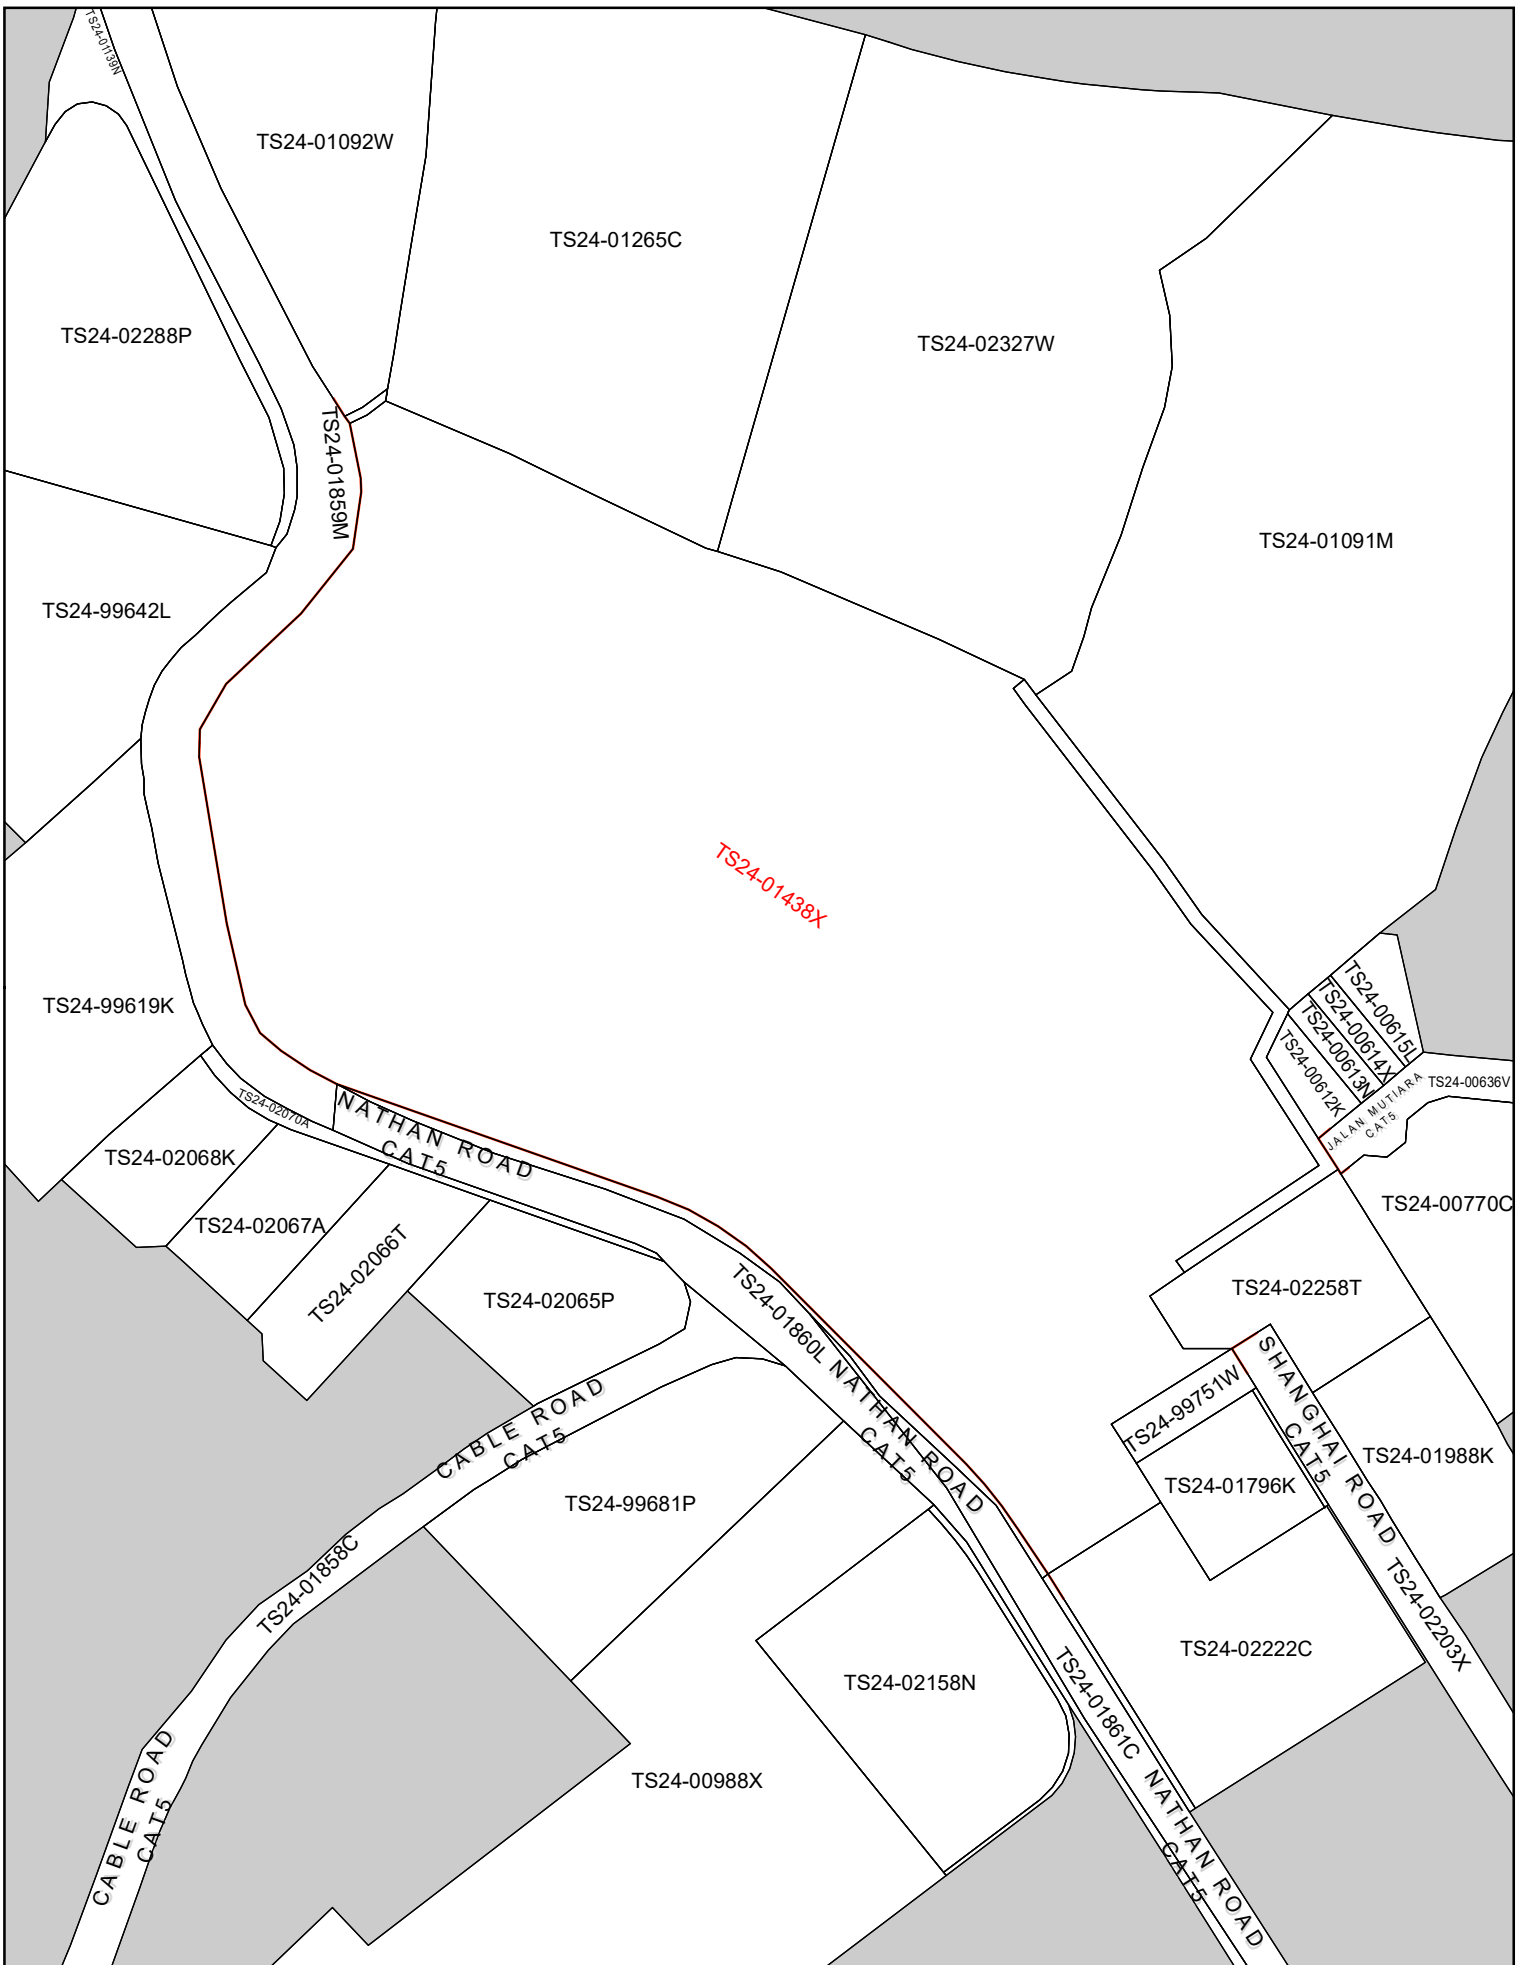 TS24-01139N
TS24-01092W
TS24-01265C
TS24-02288P
TS24-02327W
TS24-01859M
TS24-01091M
TS24-99642L
TS24-01438X
TS24-99619K
TS24-00615L
TS24-00614X
TS24-00613N
TS24-00612K
TS24-00636V
JALAN MUTIARA
CAT5
TS24-02070A
NATHAN ROAD
CAT5
TS24-02068K
TS24-02067A
TS24-02066T
TS24-02065P
TS24-00770C
TS24-02258T
TS24-01860L NATHAN ROAD
CAT5
SHANGHAI ROAD TS24-02203X
CAT5
TS24-99751W
TS24-01796K
TS24-01988K
CABLE ROAD
CAT5
TS24-99681P
TS24-01858C
TS24-02222C
TS24-02158N
TS24-01861C NATHAN ROAD
CAT5
TS24-00988X
CABLE ROAD
CAT5